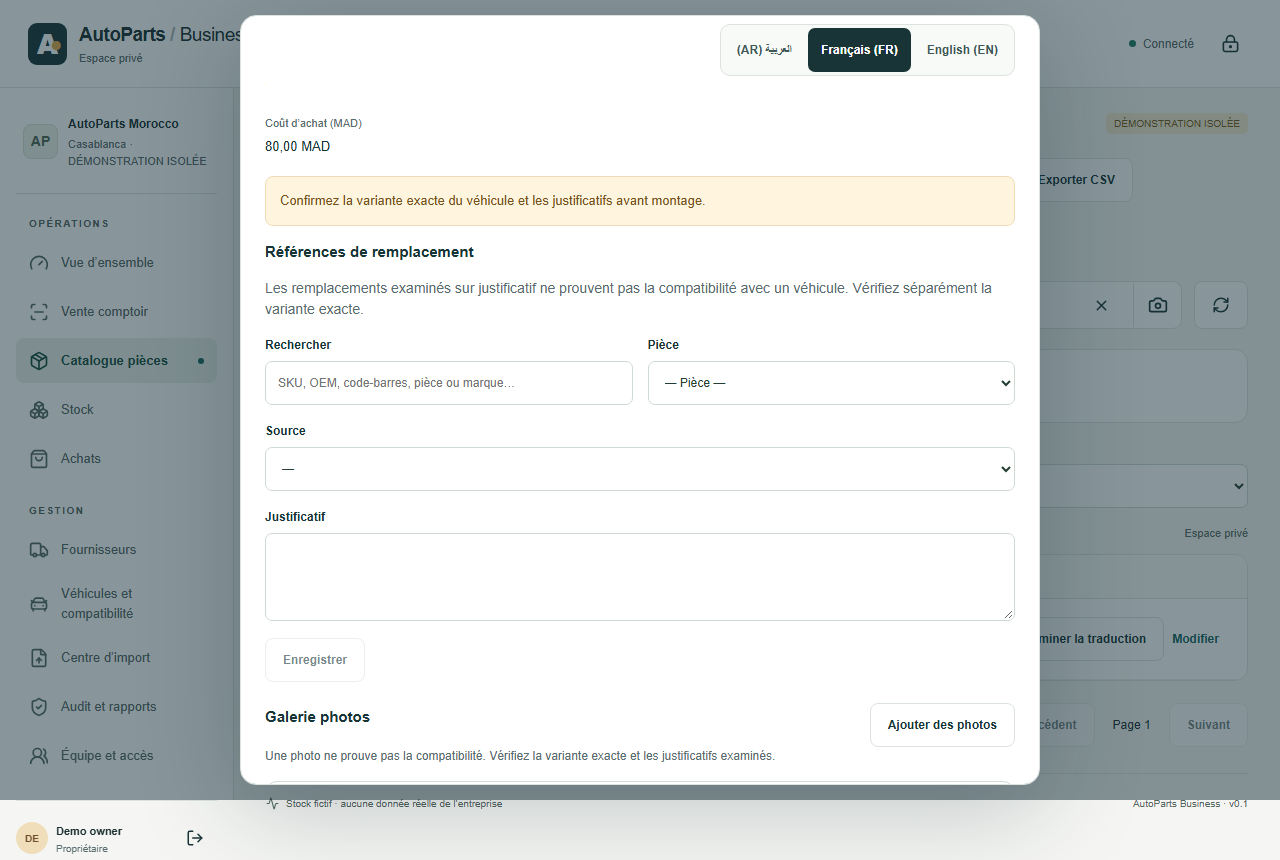 AutoParts / Busines
Espace privé
Connecté
AP
AutoParts Morocco
Casablanca ·
DÉMONSTRATION ISOLÉE
OPÉRATIONS
Vue d'ensemble
Vente comptoir
Catalogue pièces
Stock
Achats
GESTION
Fournisseurs
Véhicules et
compatibilité
Centre d'import
Audit et rapports
Équipe et accès
DE
Demo owner
Propriétaire
(AR) العربية
Français (FR)
English (EN)
Coût d'achat (MAD)
80,00 MAD
Confirmez la variante exacte du véhicule et les justificatifs avant montage.
Références de remplacement
Les remplacements examinés sur justificatif ne prouvent pas la compatibilité avec un véhicule. Vérifiez séparément la
variante exacte.
Rechercher
Pièce
SKU, OEM, code-barres, pièce ou marque…
— Pièce —
Source
—
Justificatif
Enregistrer
Galerie photos
Ajouter des photos
Une photo ne prouve pas la compatibilité. Vérifiez la variante exacte et les justificatifs examinés.
DÉMONSTRATION ISOLÉE
Exporter CSV
Espace privé
miner la traduction
Modifier
cédent
Page 1
Suivant
Stock fictif · aucune donnée réelle de l'entreprise
AutoParts Business · v0.1